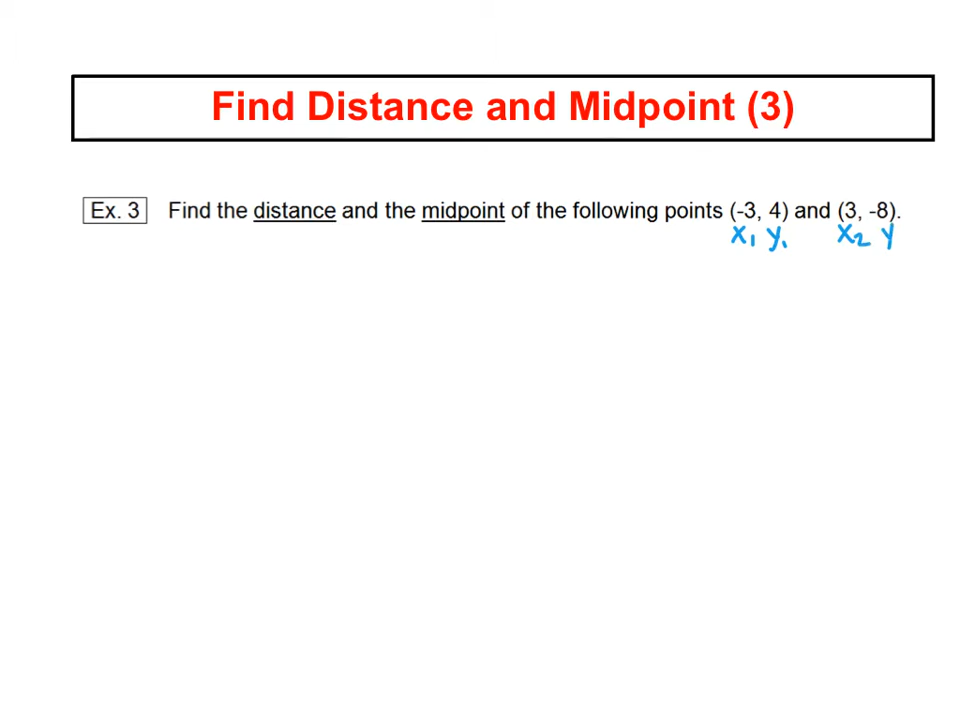 Find Distance and Midpoint (3)
Ex. 3 Find the distance and the midpoint of the following points (-3, 4) and (3, -8).
x₁ y₁ x₂ y